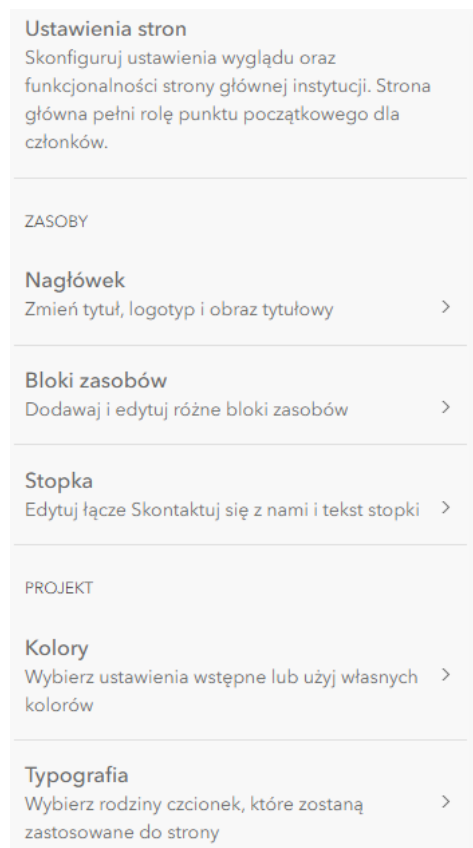 Ustawienia stron
Skonfiguruj ustawienia wyglądu oraz
funkcjonalności strony głównej instytucji. Strona
główna pełni rolę punktu początkowego dla
członków.
ZASOBY
Nagłówek
Zmień tytuł, logotyp i obraz tytułowy
Bloki zasobów
Dodawaj i edytuj różne bloki zasobów
Stopka
Edytuj łącze Skontaktuj się z nami i tekst stopki
PROJEKT
Kolory
Wybierz ustawienia wstępne lub użyj własnych
kolorów
Typografia
Wybierz rodziny czcionek, które zostaną
zastosowane do strony